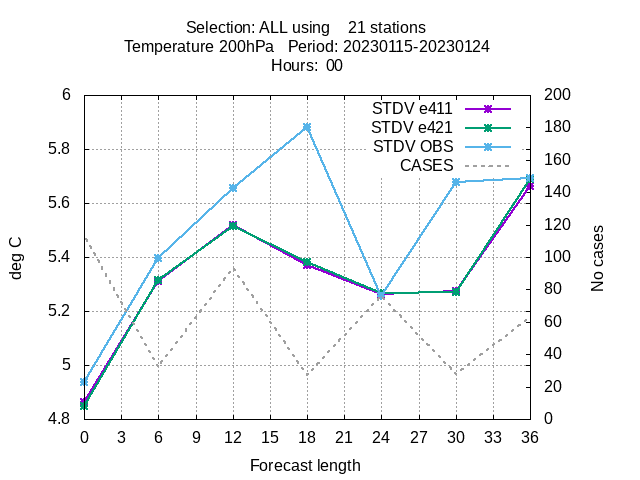 Selection: ALL using    21 stations
Temperature 200hPa   Period: 20230115-20230124
Hours:  00
STDV e411
STDV e421
STDV OBS
CASES
6
5.8
5.6
5.4
5.2
5
4.8
deg C
200
180
160
140
120
100
80
60
40
20
0
No cases
0 3 6 9 12 15 18 21 24 27 30 33 36
Forecast length